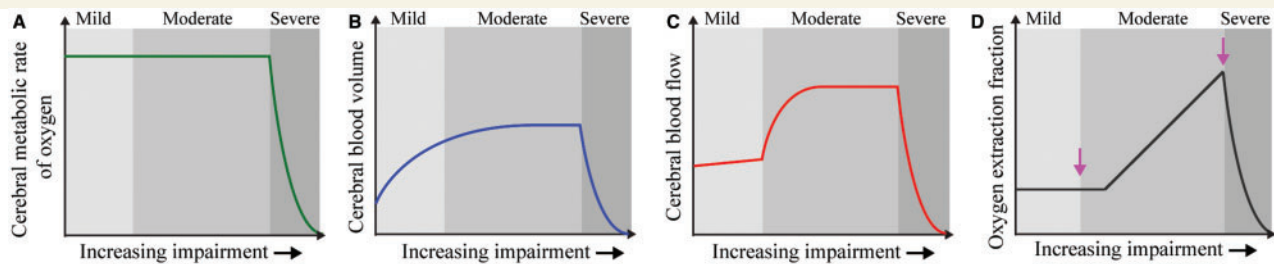 A Mild Moderate Severe
Cerebral metabolic rate
of oxygen
Increasing impairment
B Mild Moderate Severe
Cerebral blood volume
Increasing impairment
C Mild Moderate Severe
Cerebral blood flow
Increasing impairment
D Mild Moderate Severe
Oxygen extraction fraction
Increasing impairment